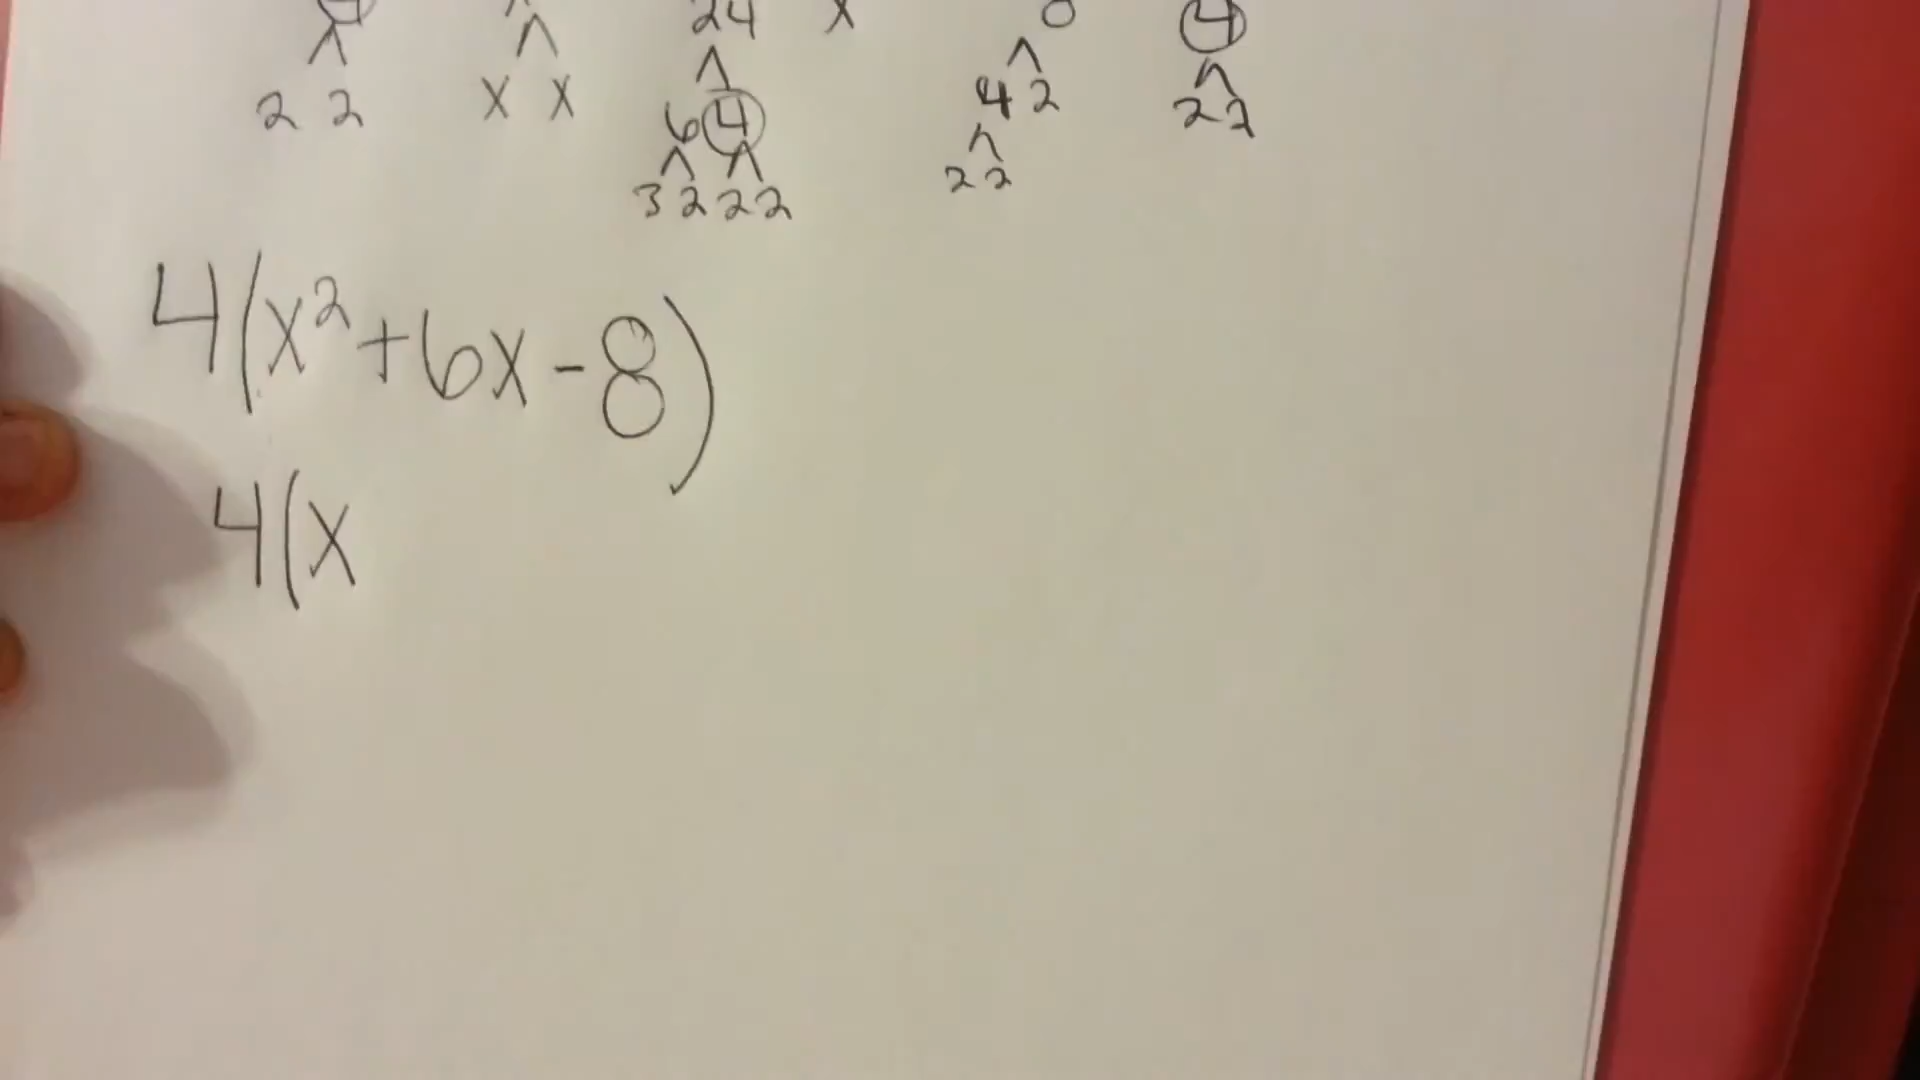 24 x 4
2 2 x x 6 4 4 2 2 2
3 2 2 2 2 2
4(x²+6x-8)
4(x